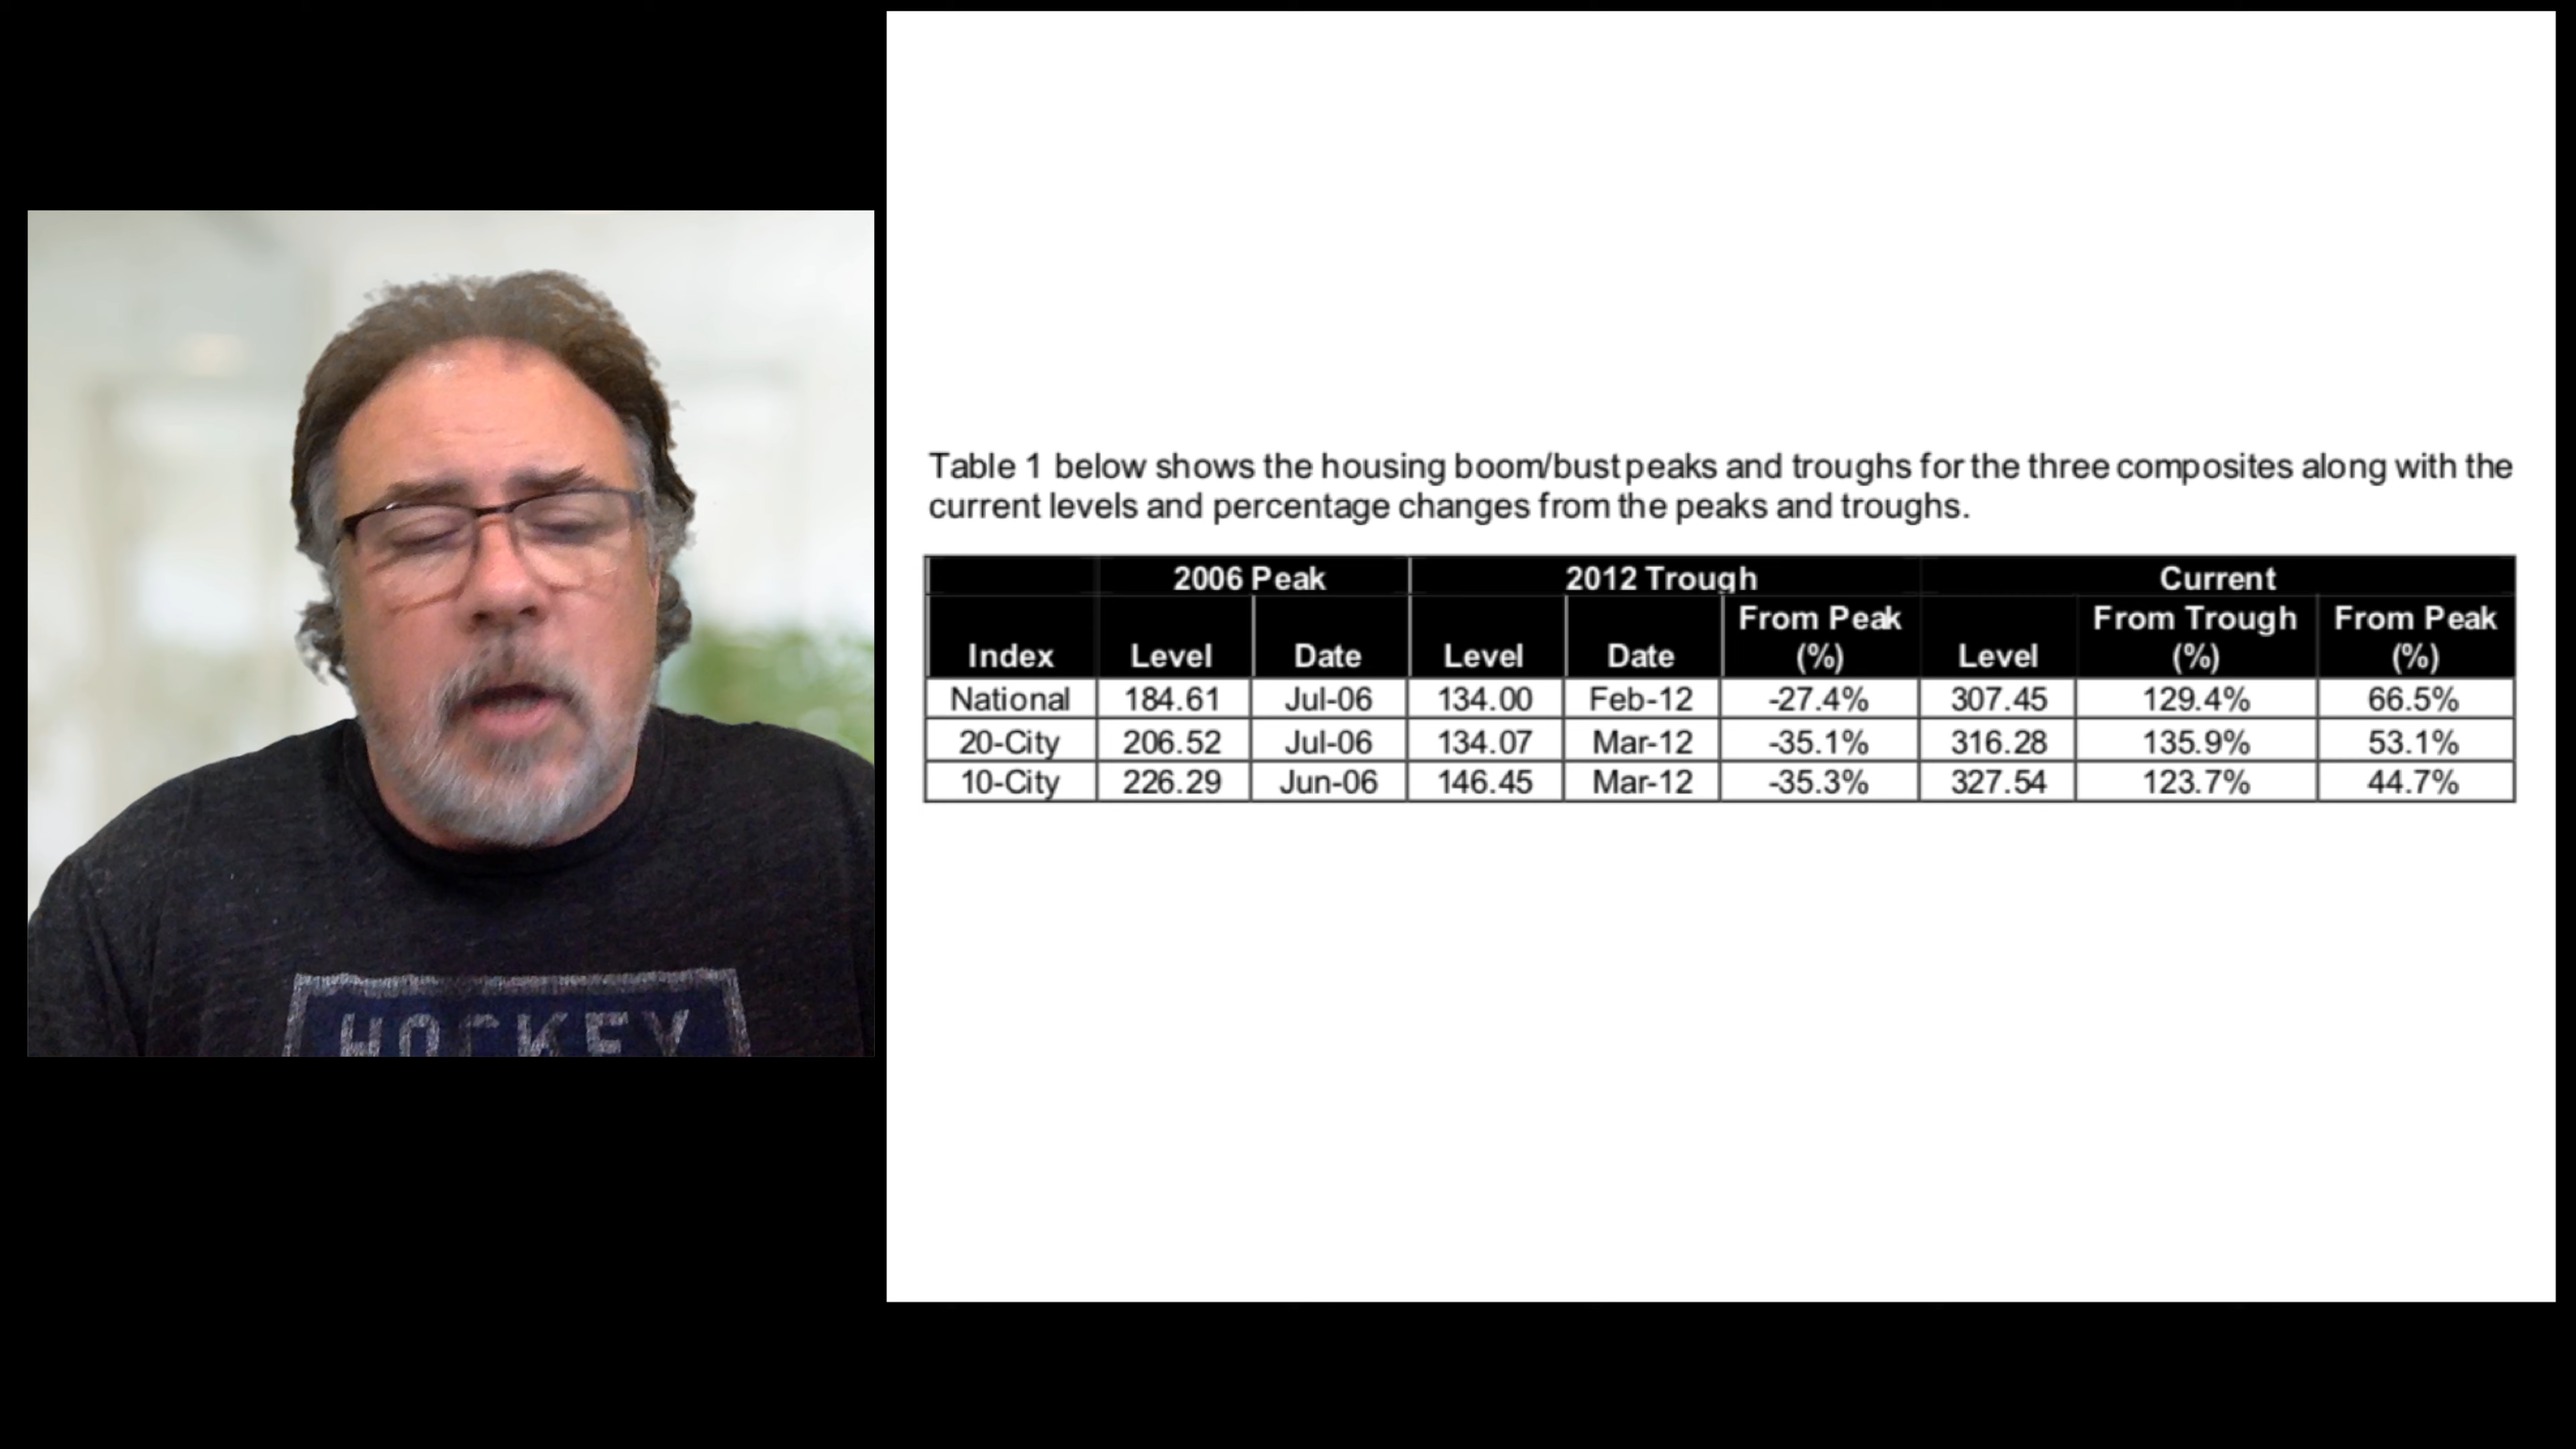 Table 1 below shows the housing boom/bust peaks and troughs for the three composites along with the
current levels and percentage changes from the peaks and troughs.
2006 Peak 2012 Trough Current
Index Level Date Level Date From Peak (%) Level From Trough (%) From Peak (%)
National 184.61 Jul-06 134.00 Feb-12 -27.4% 307.45 129.4% 66.5%
20-City 206.52 Jul-06 134.07 Mar-12 -35.1% 316.28 135.9% 53.1%
10-City 226.29 Jun-06 146.45 Mar-12 -35.3% 327.54 123.7% 44.7%
HOCKEY